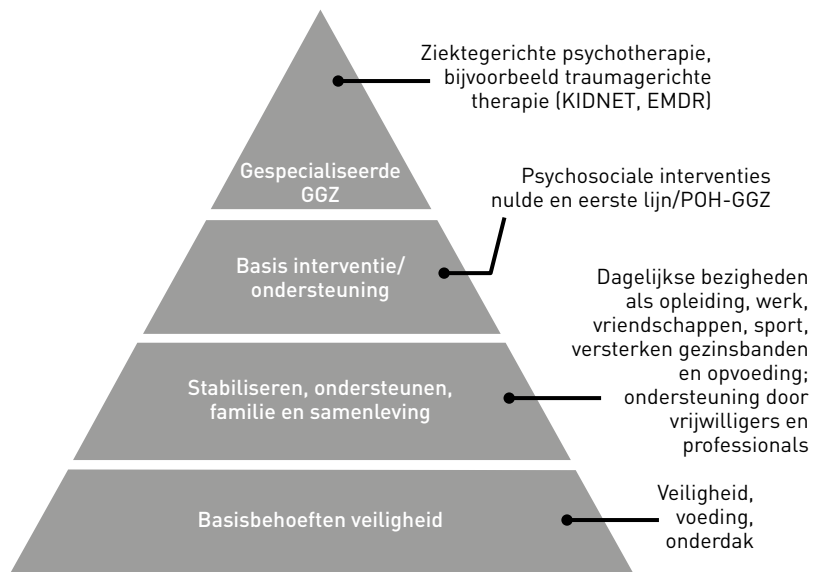 Ziektegerichte psychotherapie,
bijvoorbeeld traumagerichte
therapie (KIDNET, EMDR)
Gespecialiseerde
GGZ
Psychosociale interventies
nulde en eerste lijn/POH-GGZ
Basis interventie/
ondersteuning
Dagelijkse bezigheden
als opleiding, werk,
vriendschappen, sport,
versterken gezinsbanden
en opvoeding;
ondersteuning door
vrijwilligers en
professionals
Stabiliseren, ondersteunen,
familie en samenleving
Veiligheid,
voeding,
onderdak
Basisbehoeften veiligheid